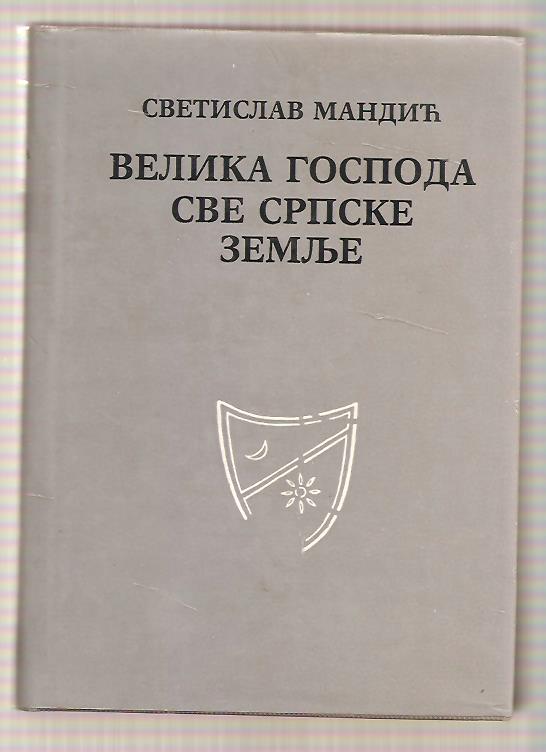 СВЕТИСЛАВ МАНДИЋ
ВЕЛИКА ГОСПОДА
СВЕ СРПСКЕ
ЗЕМЉЕ